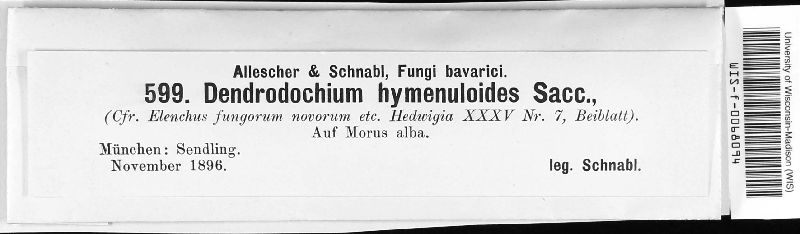 Allescher & Schnabl, Fungi bavarici.
599. Dendrodochium hymenuloides Sacc.,
(Cfr. Elenchus fungorum novorum etc. Hedwigia XXXV Nr. 7, Beiblatt).
Auf Morus alba.
München: Sendling.
November 1896.
leg. Schnabl.
WIS-F-0098094
University of Wisconsin-Madison (WIS)